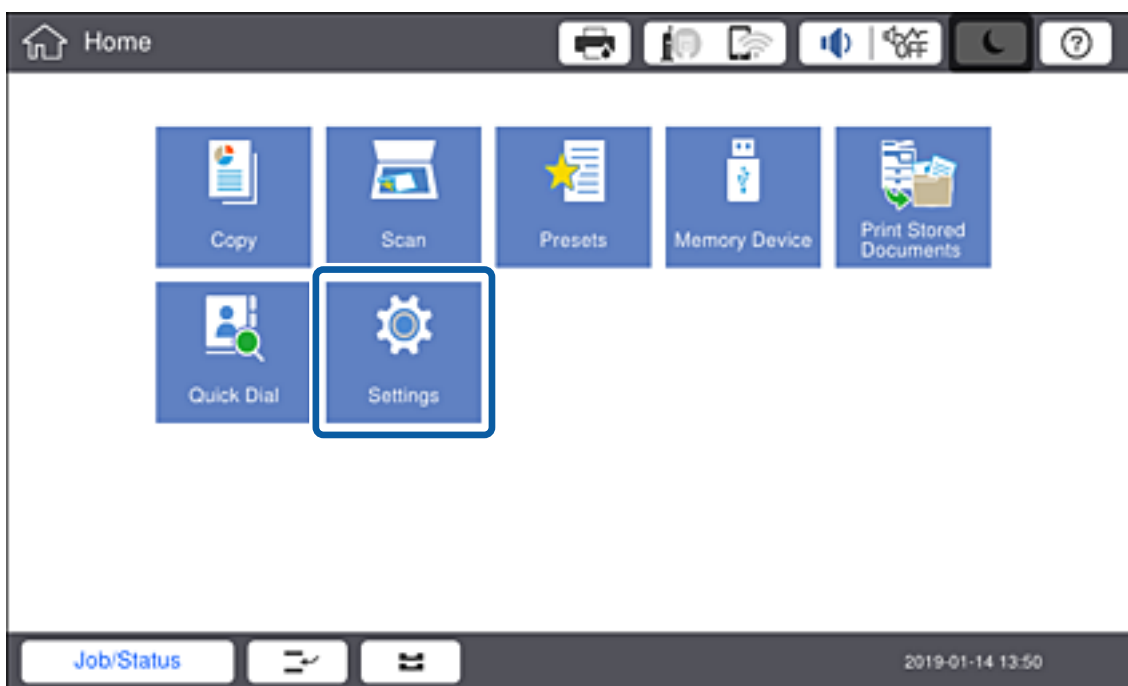 Home
OFF
Copy
Scan
Presets
Memory Device
Print Stored
Documents
Quick Dial
Settings
Job/Status
2019-01-14 13:50